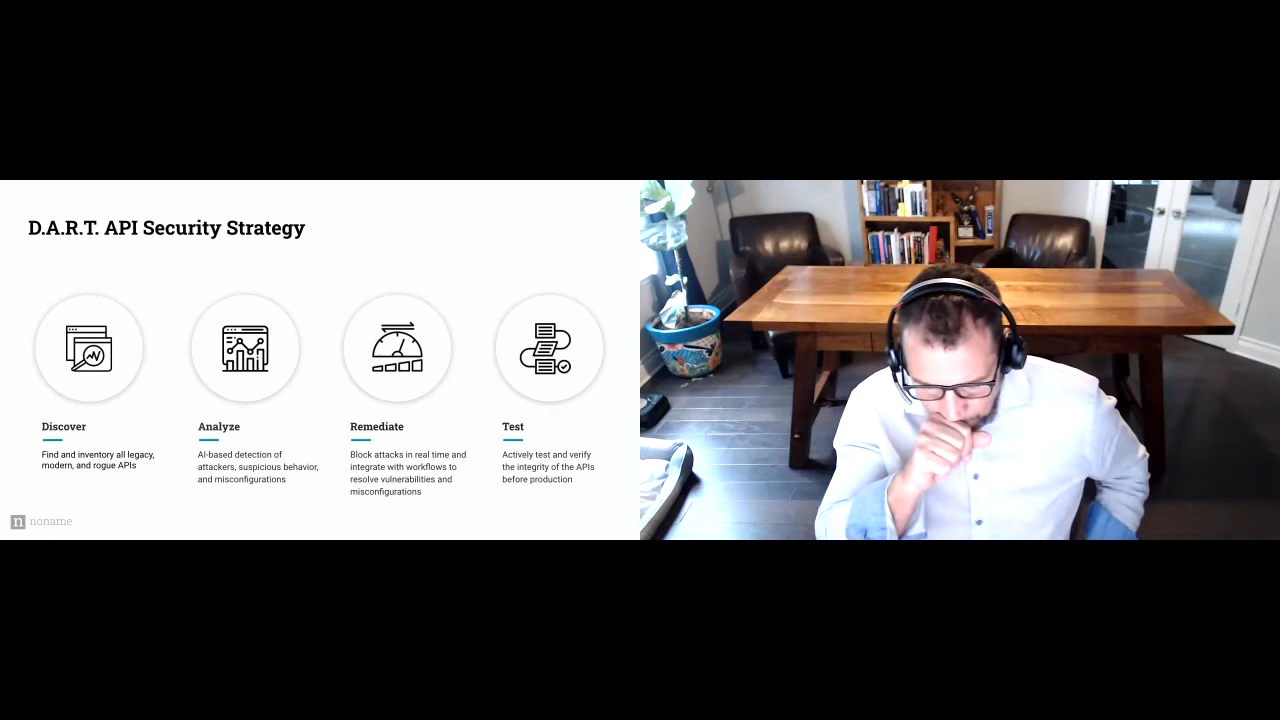 D.A.R.T. API Security Strategy
Discover
Find and inventory all legacy,
modern, and rogue APIs
Analyze
AI-based detection of
attackers, suspicious behavior,
and misconfigurations
Remediate
Block attacks in real time and
integrate with workflows to
resolve vulnerabilities and
misconfigurations
Test
Actively test and verify
the integrity of the APIs
before production
n noname